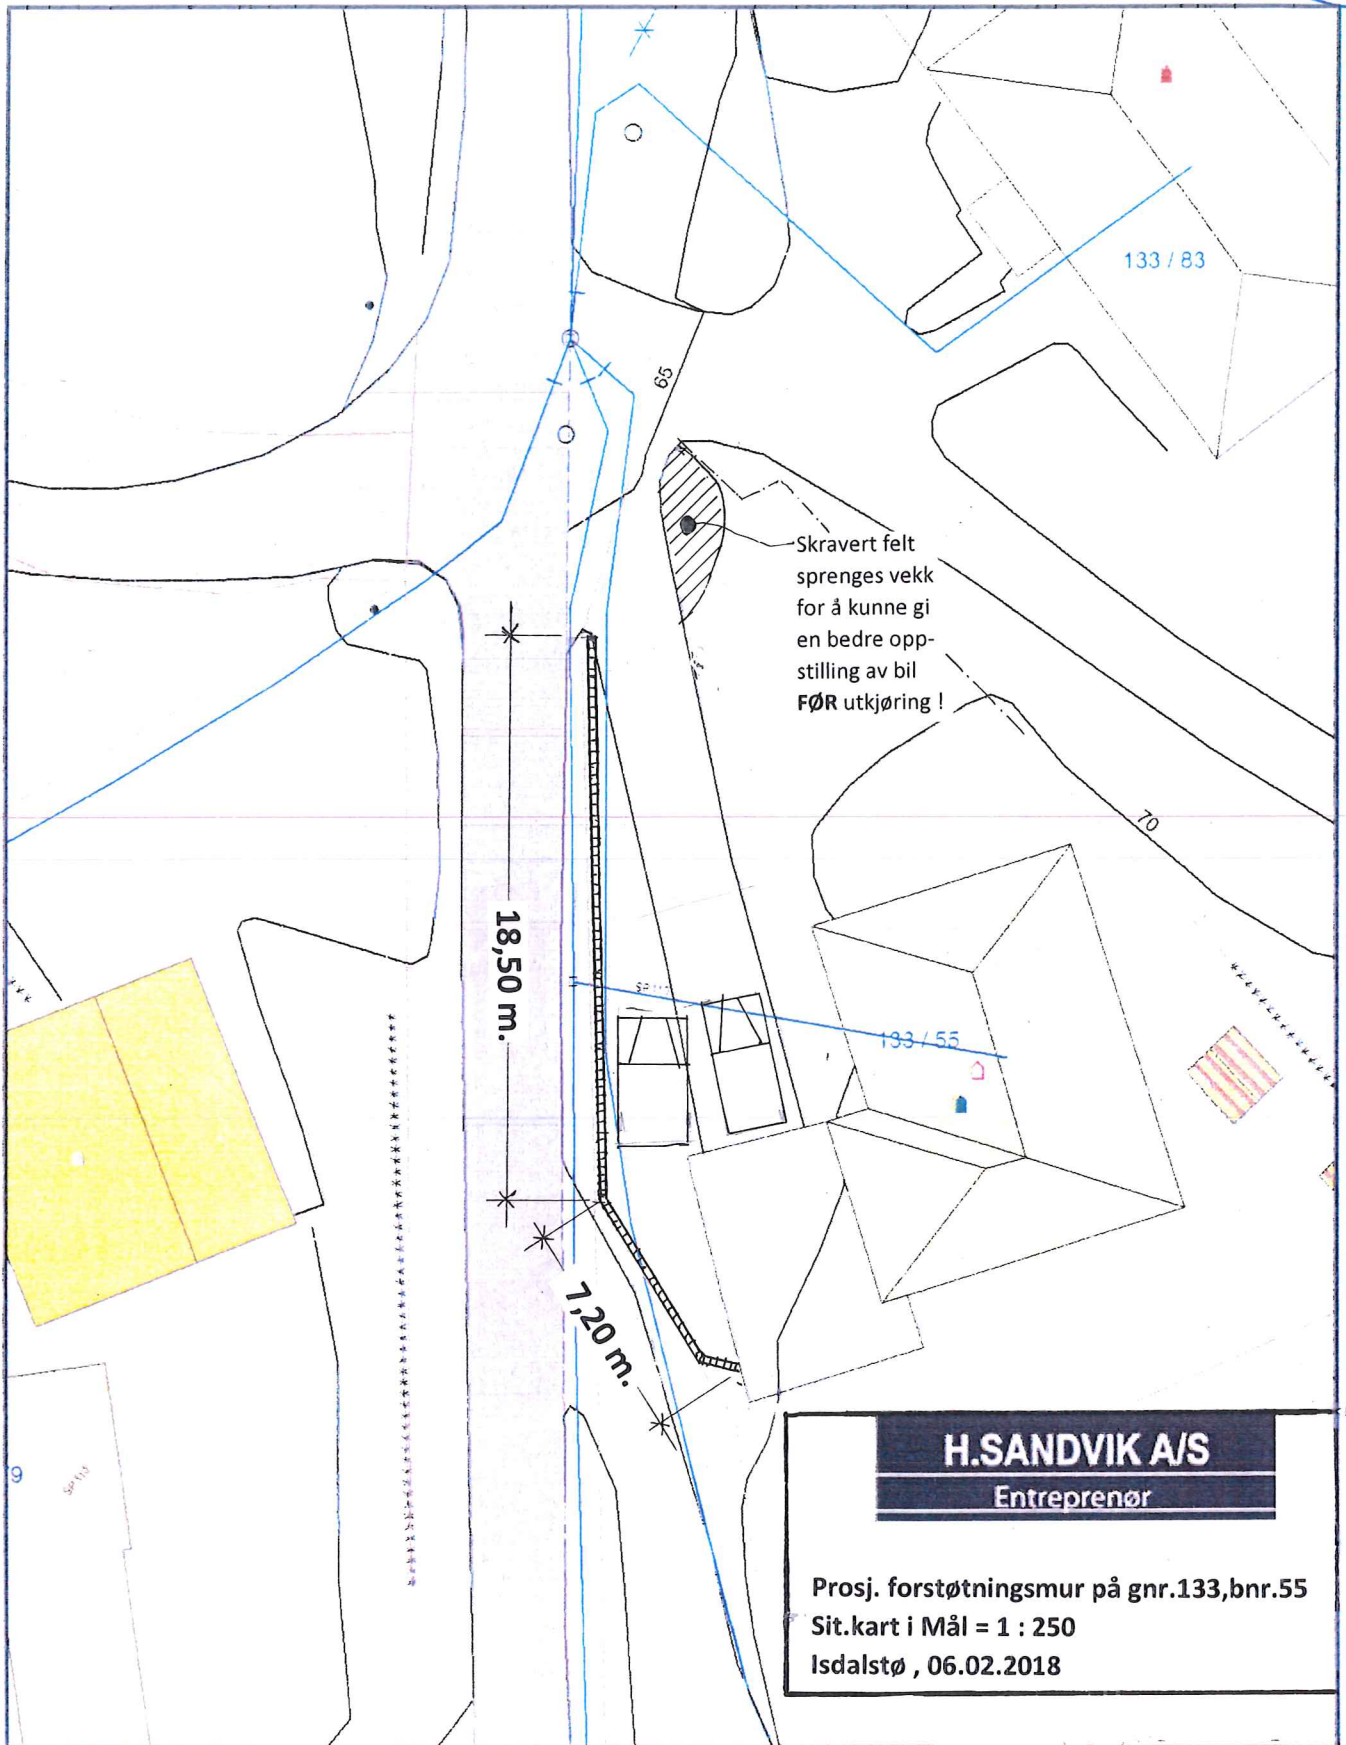 133 / 83
65
Skravert felt
sprenges vekk
for å kunne gi
en bedre opp-
stilling av bil
FØR utkjøring !
70
18,50 m.
133 / 55
7,20 m.
9
H.SANDVIK A/S
Entreprenør
Prosj. forstøtningsmur på gnr.133,bnr.55
Sit.kart i Mål = 1 : 250
Isdalstø , 06.02.2018